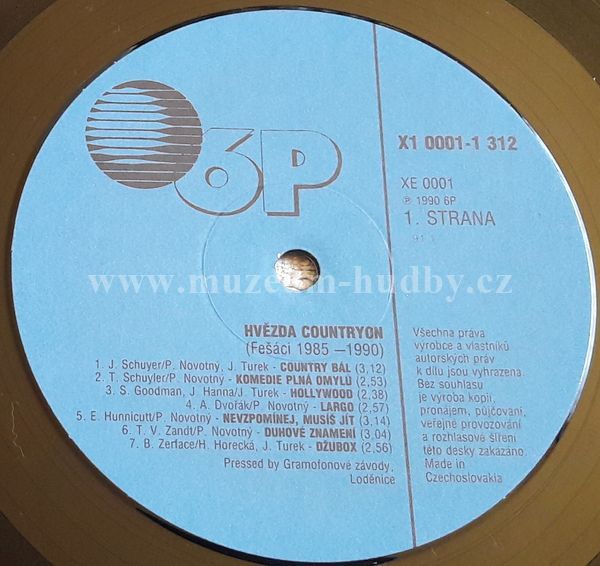 6P
X1 0001-1 312
XE 0001
℗ 1990 6P
1. STRANA
91 1
www.muzeum-hudby.cz
HVĚZDA COUNTRYON
(Fešáci 1985 –1990)
1. J. Schuyer/P. Novotný, J. Turek - COUNTRY BÁL (3,12)
2. T. Schuyler/P. Novotný - KOMEDIE PLNÁ OMYLŮ (2,53)
3. S. Goodman, J. Hanna/J. Turek - HOLLYWOOD (2,38)
4. A. Dvořák/P. Novotný - LARGO (2,57)
5. E. Hunnicutt/P. Novotný - NEVZPOMÍNEJ, MUSÍŠ JÍT (3,14)
6. T. V. Zandt/P. Novotný - DUHOVÉ ZNAMENÍ (3,04)
7. B. Zerface/H. Horecká, J. Turek - DŽUBOX (2,56)
Pressed by Gramofonové závody,
Loděnice
Všechna práva
výrobce a vlastníků
autorských práv
k dílu jsou vyhrazena.
Bez souhlasu
je výroba kopií,
pronájem, půjčování,
veřejné provozování
a rozhlasové šíření
této desky zakázáno.
Made in
Czechoslovakia